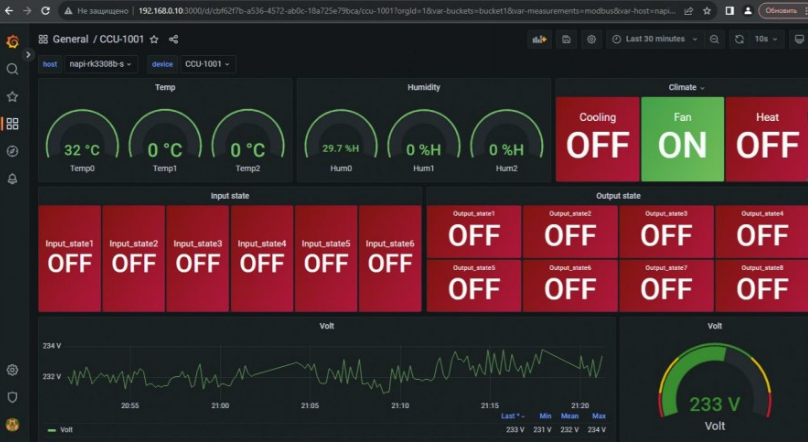 Не защищено | 192.168.0.10:3000/d/cbf62f7b-a536-4572-ab0c-18a725e79bca/ccu-1001?orgId=1&var-buckets=bucket1&var-measurements=modbus&var-host=napi...
Обновить
General / CCU-1001
Last 30 minutes
10s
host napi-rk3308b-s device CCU-1001
Temp
32 °C
Temp0
0 °C
Temp1
0 °C
Temp2
Humidity
29.7 %H
Hum0
0 %H
Hum1
0 %H
Hum2
Climate
Cooling
OFF
Fan
ON
Heat
OFF
Input state
Input_state1
OFF
Input_state2
OFF
Input_state3
OFF
Input_state4
OFF
Input_state5
OFF
Input_state6
OFF
Output state
Output_state1
OFF
Output_state2
OFF
Output_state3
OFF
Output_state4
OFF
Output_state5
OFF
Output_state6
OFF
Output_state7
OFF
Output_state8
OFF
Volt
234 V
232 V
20:55 21:00 21:05 21:10 21:15 21:20
Last * Min Mean Max
Volt 233 V 231 V 232 V 234 V
Volt
233 V
Volt